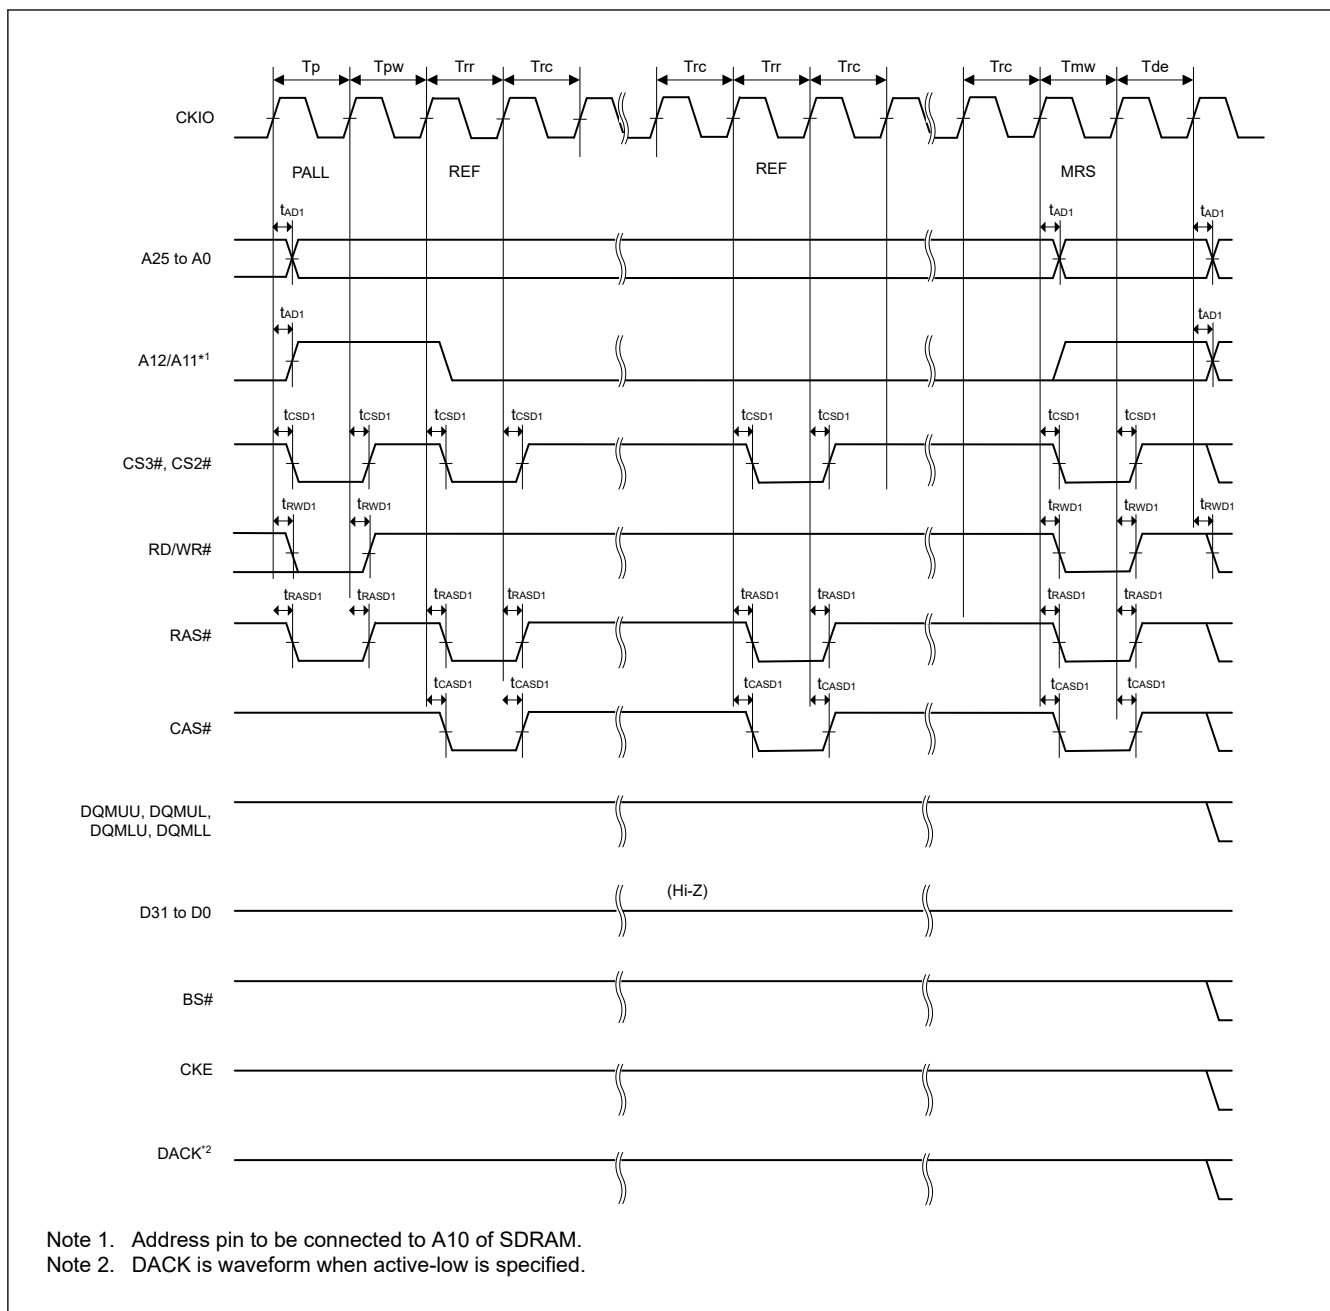 Tp Tpw Trr Trc Trc Trr Trc Trc Tmw Tde
CKIO
PALL REF REF MRS
tAD1 tAD1 tAD1
A25 to A0
tAD1 tAD1
A12/A11*1
tCSD1 tCSD1 tCSD1 tCSD1 tCSD1 tCSD1 tCSD1 tCSD1
CS3#, CS2#
tRWD1 tRWD1 tRWD1 tRWD1 tRWD1
RD/WR#
tRASD1 tRASD1 tRASD1 tRASD1 tRASD1 tRASD1 tRASD1 tRASD1
RAS#
tCASD1 tCASD1 tCASD1 tCASD1 tCASD1 tCASD1
CAS#
DQMUU, DQMUL,
DQMLU, DQMLL
(Hi-Z)
D31 to D0
BS#
CKE
DACK*2
Note 1. Address pin to be connected to A10 of SDRAM.
Note 2. DACK is waveform when active-low is specified.